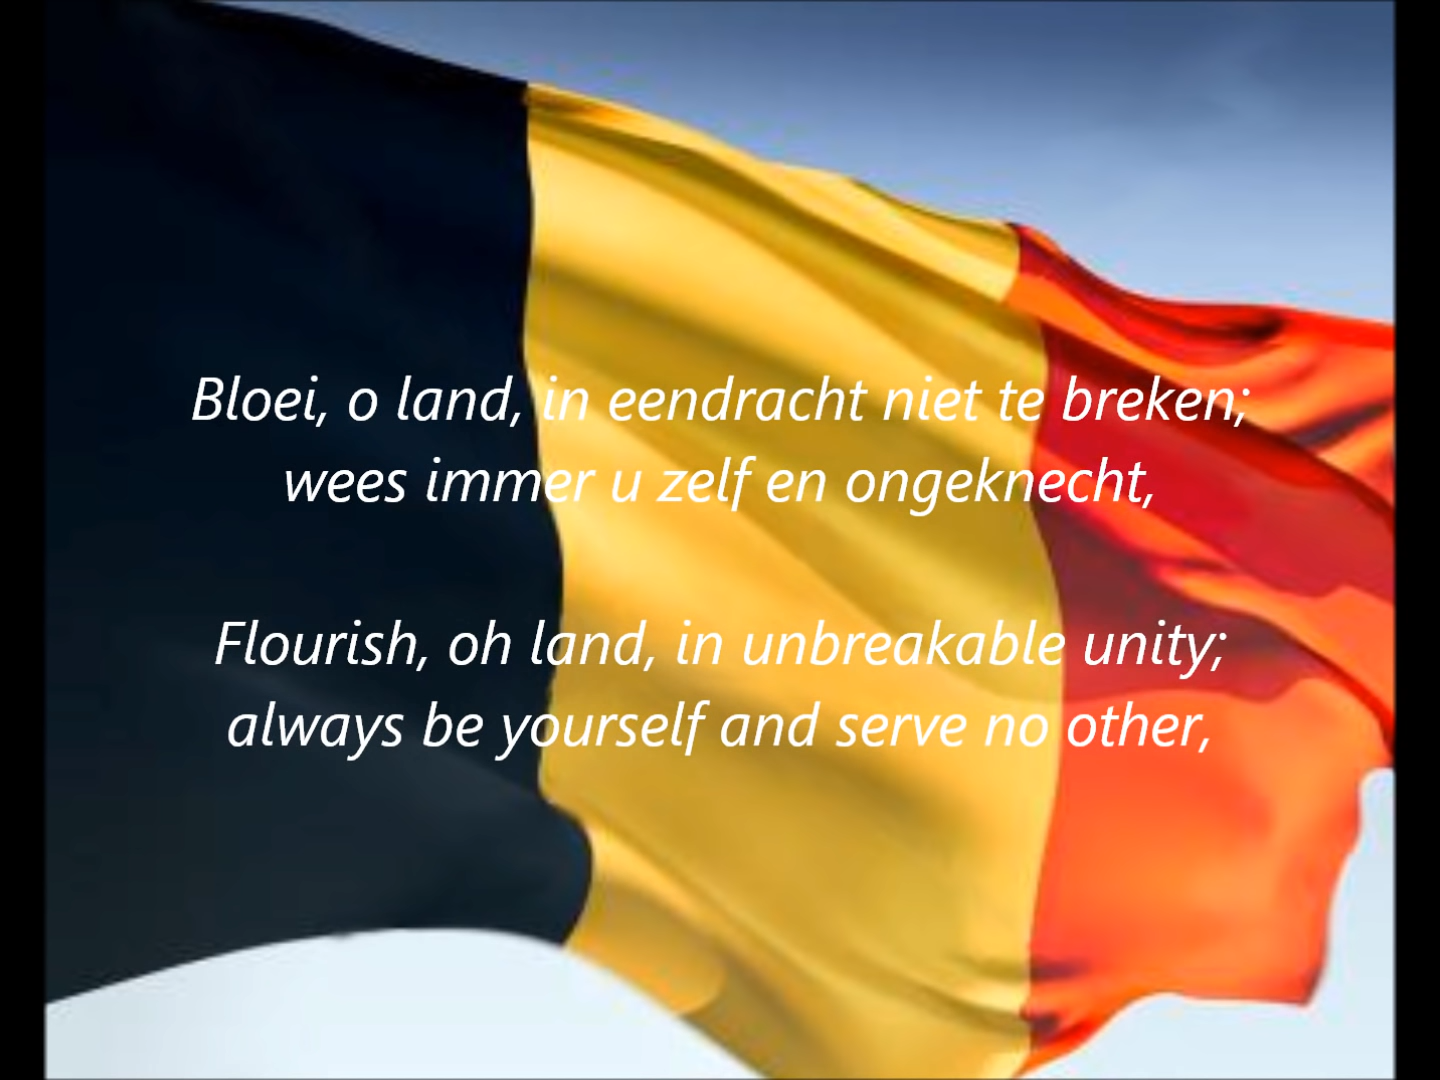 Bloei, o land, in eendracht niet te breken;
wees immer u zelf en ongeknecht,
Flourish, oh land, in unbreakable unity;
always be yourself and serve no other,